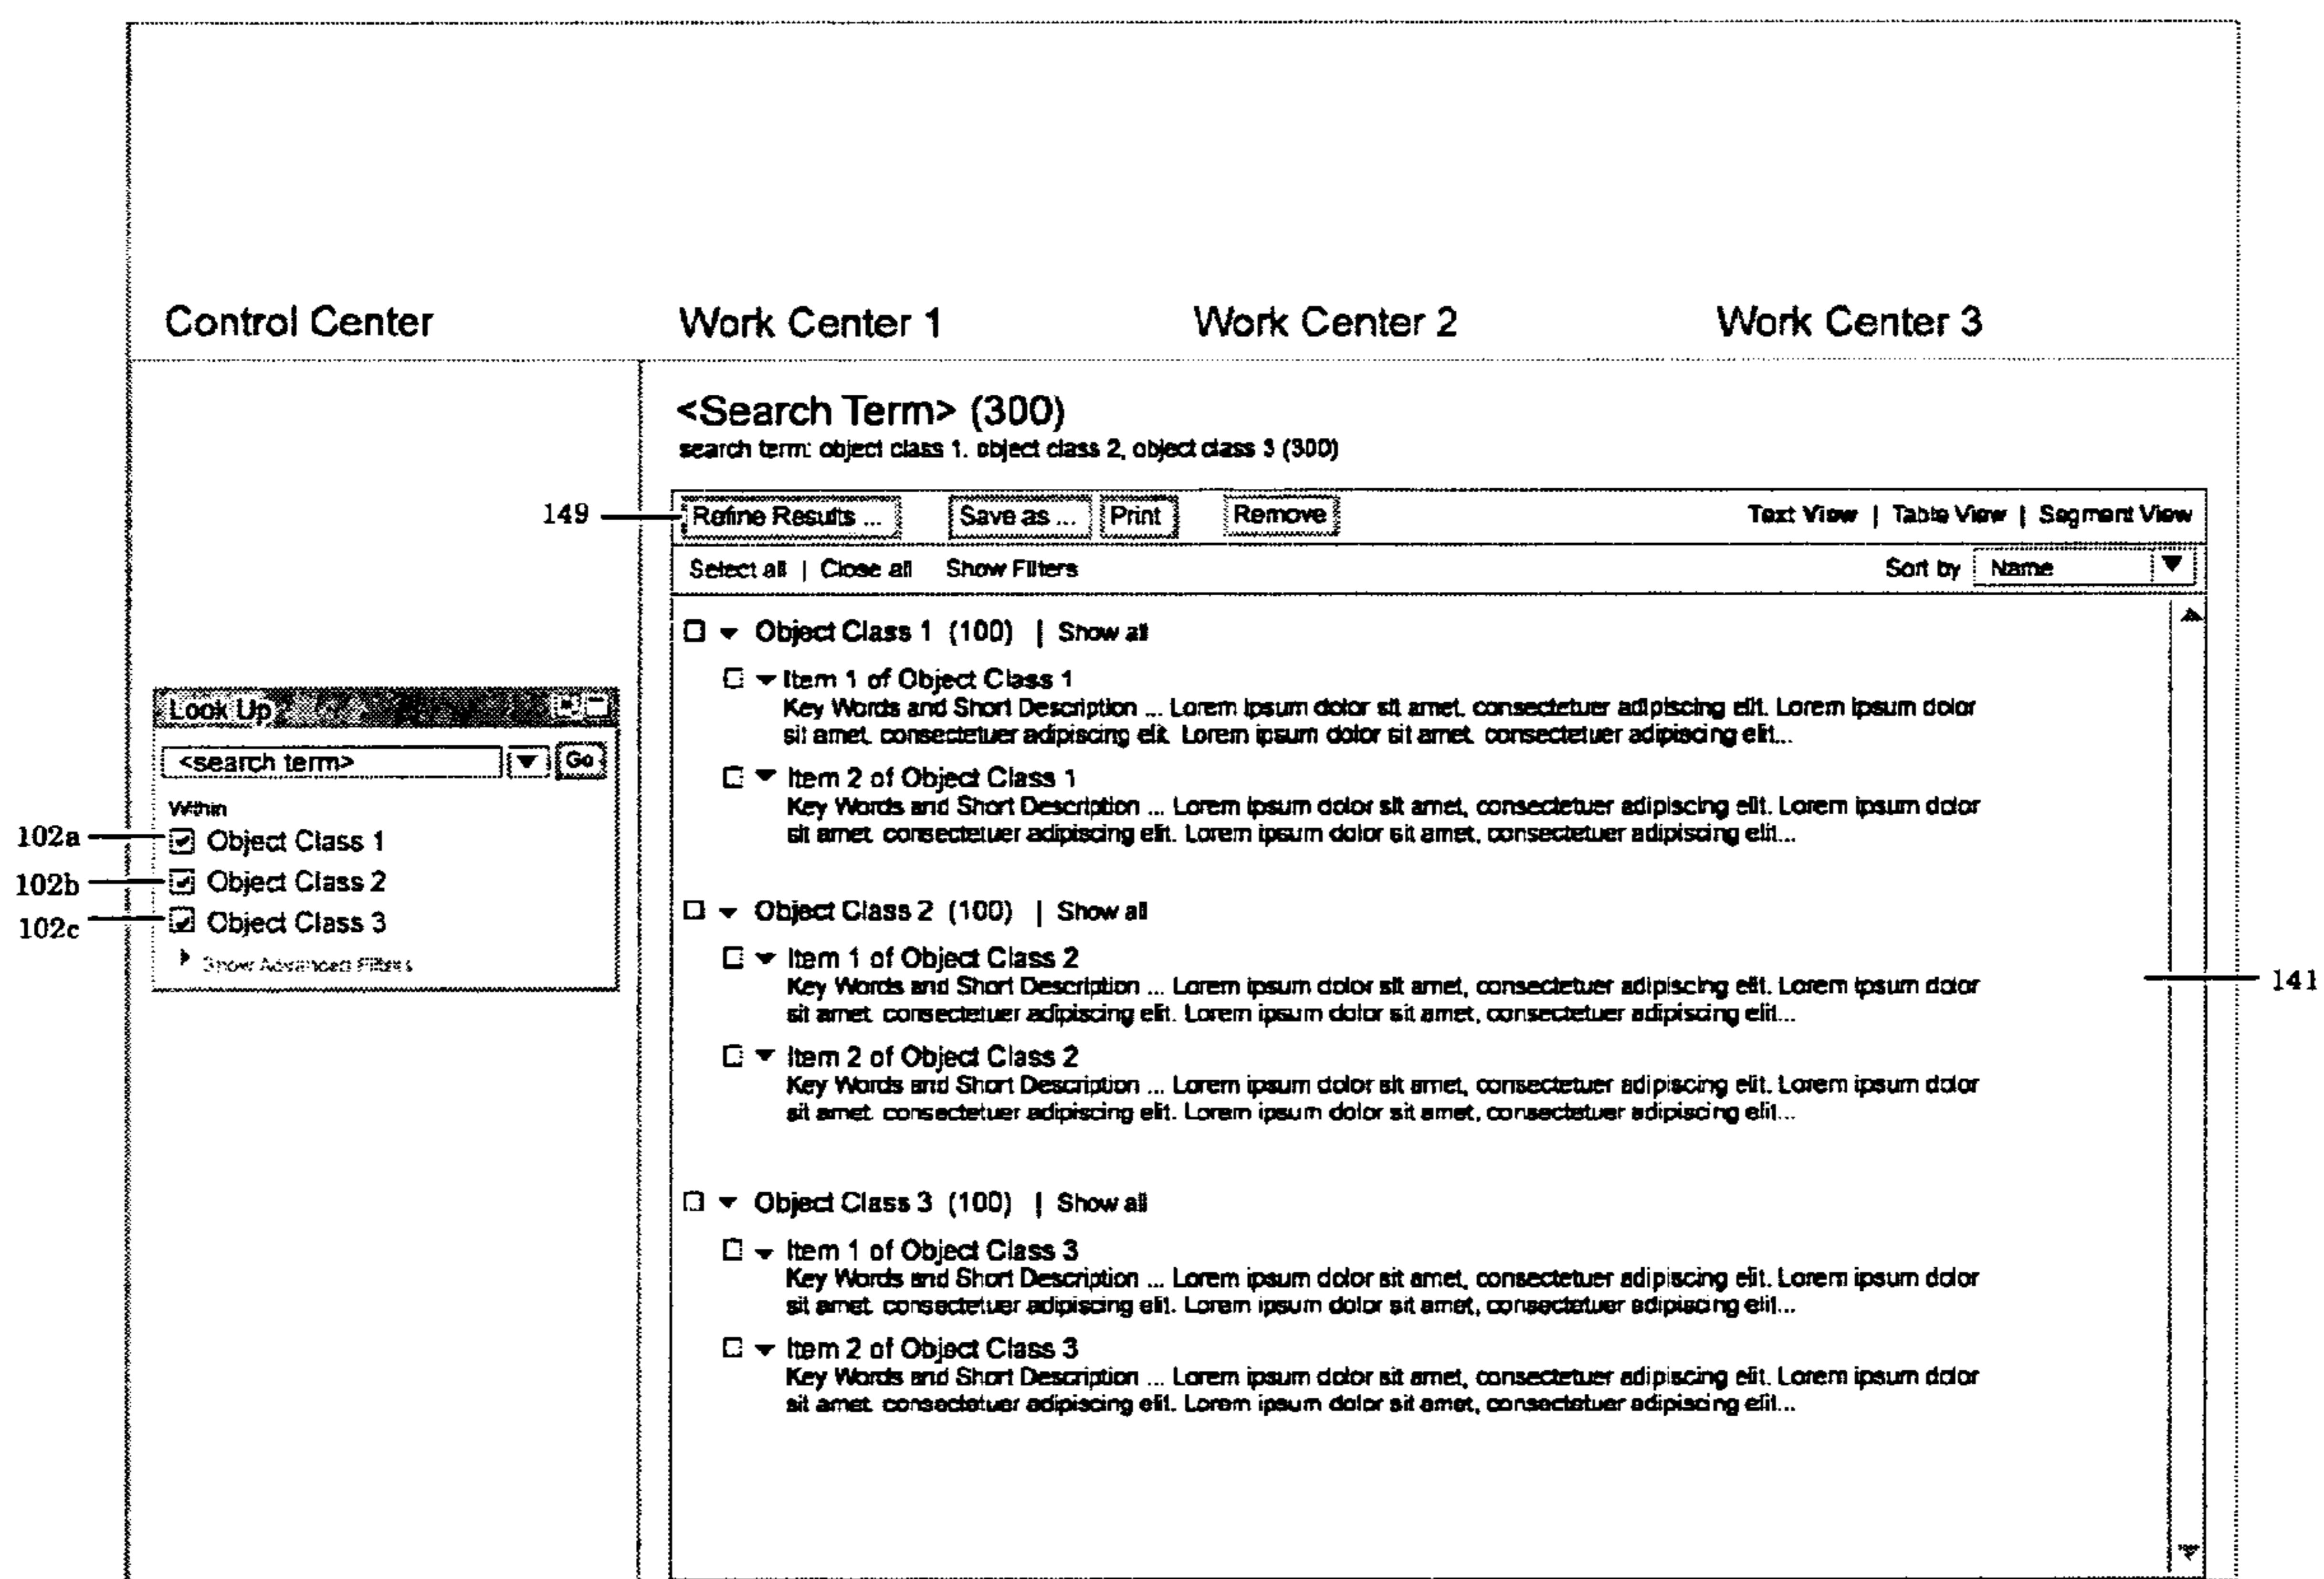 Control Center Work Center 1 Work Center 2 Work Center 3
<Search Term> (300)
search term: object class 1. object class 2, object class 3 (300)
149
Refine Results ... Save as ... Print Remove Text View | Table View | Segment View
Select all | Close all Show Filters Sort by Name
Object Class 1 (100) | Show all
Item 1 of Object Class 1
Key Words and Short Description ... Lorem ipsum dolor sit amet. consectetuer adipiscing elit. Lorem ipsum dolor
sit amet. consectetuer adipiscing elit. Lorem ipsum dolor sit amet. consectetuer adipiscing elit...
Item 2 of Object Class 1
Key Words and Short Description ... Lorem ipsum dolor sit amet, consectetuer adipiscing elit. Lorem ipsum dolor
sit amet. consectetuer adipiscing elit. Lorem ipsum dolor sit amet, consectetuer adipiscing elit...
Look Up
<search term> Go
Within
102a Object Class 1
102b Object Class 2
102c Object Class 3
Show Advanced Filters
Object Class 2 (100) | Show all
Item 1 of Object Class 2
Key Words and Short Description ... Lorem ipsum dolor sit amet, consectetuer adipiscing elit. Lorem ipsum dolor
sit amet. consectetuer adipiscing elit. Lorem ipsum dolor sit amet, consectetuer adipiscing elit...
141
Item 2 of Object Class 2
Key Words and Short Description ... Lorem ipsum dolor sit amet, consectetuer adipiscing elit. Lorem ipsum dolor
sit amet. consectetuer adipiscing elit. Lorem ipsum dolor sit amet, consectetuer adipiscing elit...
Object Class 3 (100) | Show all
Item 1 of Object Class 3
Key Words and Short Description ... Lorem ipsum dolor sit amet, consectetuer adipiscing elit. Lorem ipsum dolor
sit amet. consectetuer adipiscing elit. Lorem ipsum dolor sit amet, consectetuer adipiscing elit...
Item 2 of Object Class 3
Key Words and Short Description ... Lorem ipsum dolor sit amet, consectetuer adipiscing elit. Lorem ipsum dolor
sit amet. consectetuer adipiscing elit. Lorem ipsum dolor sit amet, consectetuer adipiscing elit...